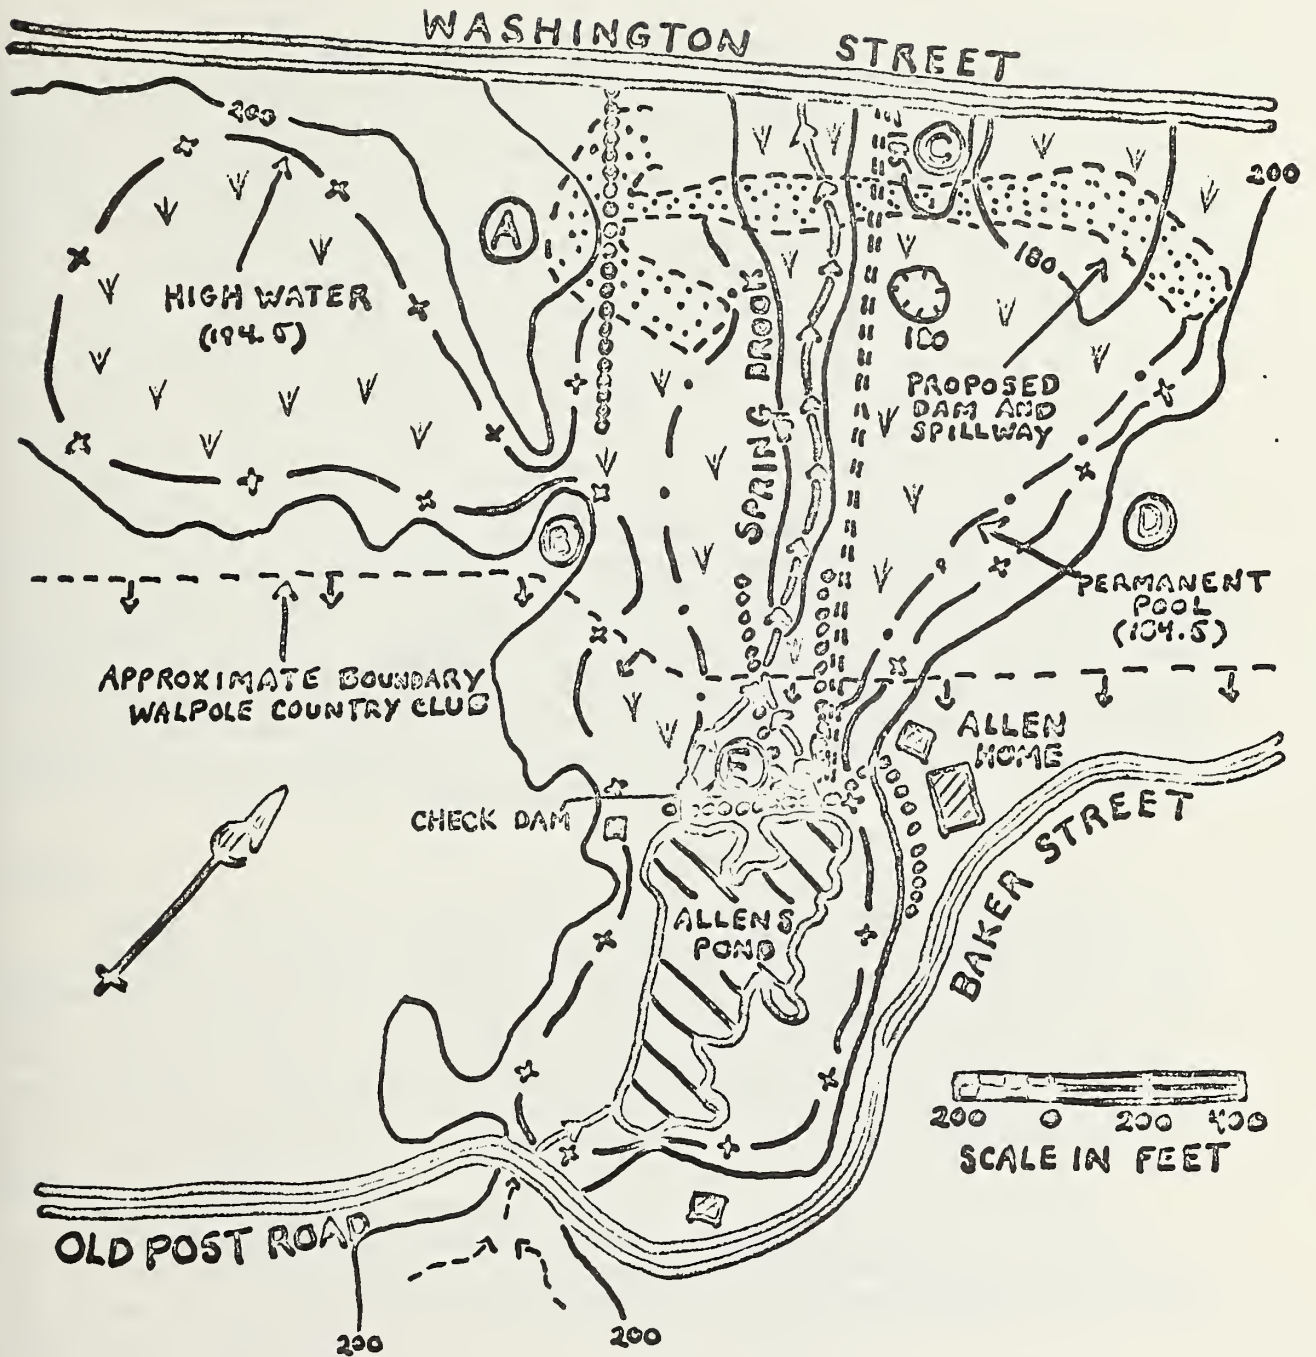 WASHINGTON STREET
200
200
A
C
HIGH WATER
(194.5)
180
180
SPRING BROOK
PROPOSED
DAM AND
SPILLWAY
B
D
PERMANENT
POOL
(184.5)
APPROXIMATE BOUNDARY
WALPOLE COUNTRY CLUB
E
ALLEN
HOME
CHECK DAM
BAKER STREET
ALLENS
POND
200 0 200 400
SCALE IN FEET
OLD POST ROAD
200
200